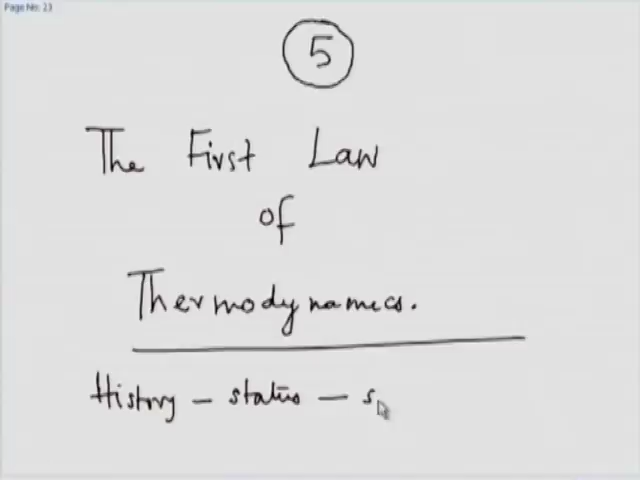 Page No: 23
5
The First Law
of
Thermodynamics.
History – status – s